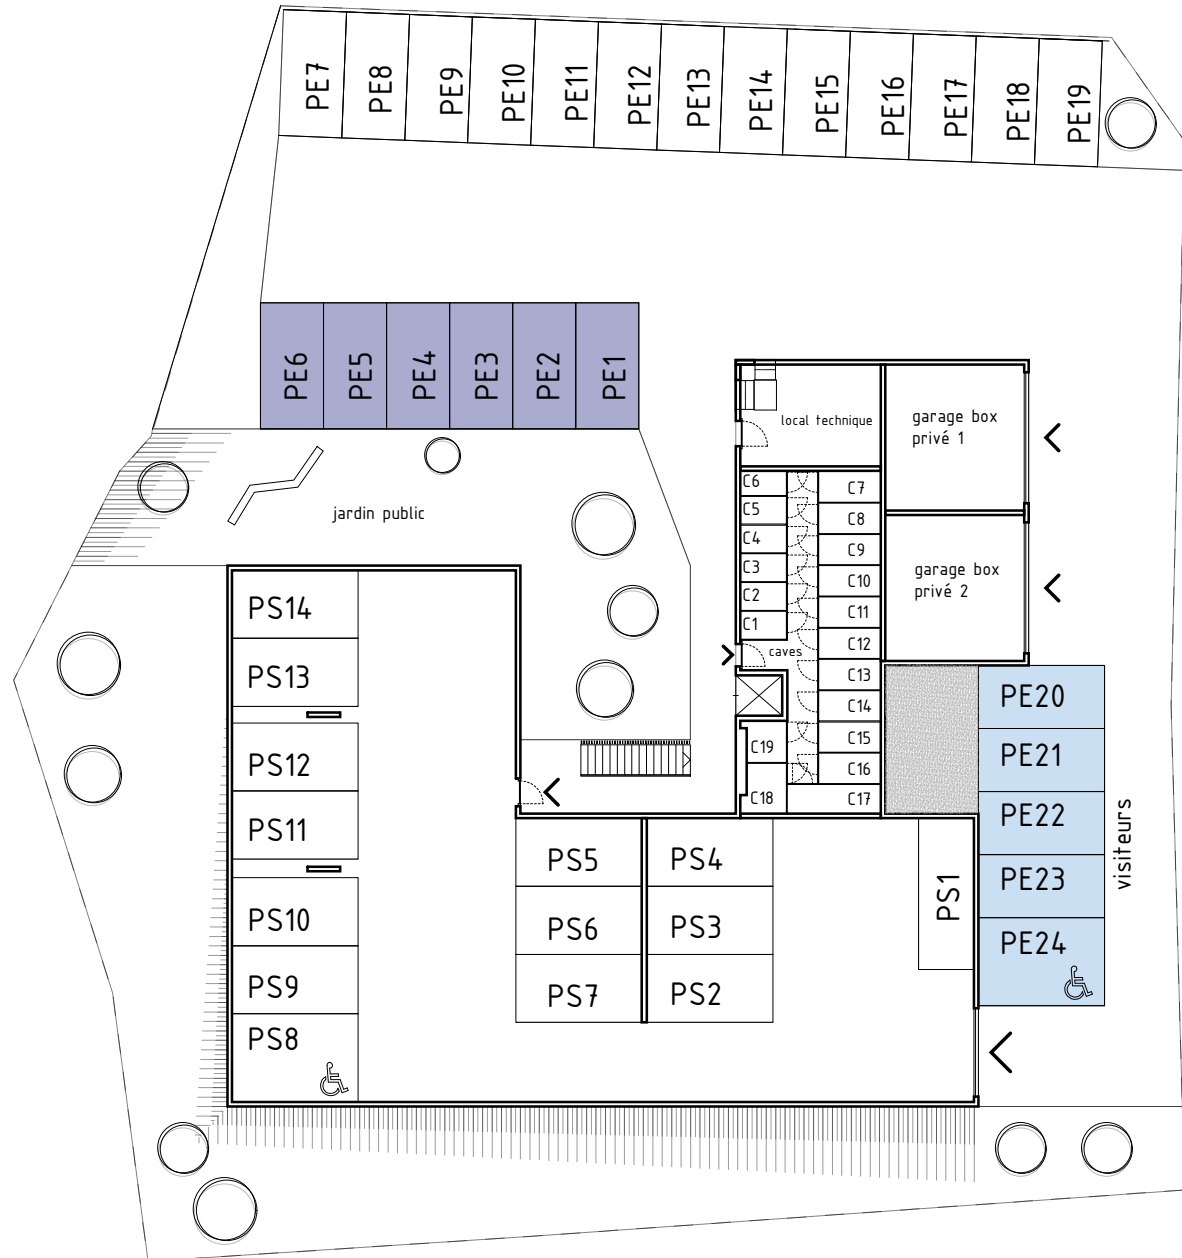 PE7
PE8
PE9
PE10
PE11
PE12
PE13
PE14
PE15
PE16
PE17
PE18
PE19
PE6
PE5
PE4
PE3
PE2
PE1
local technique
garage box
privé 1
garage box
privé 2
jardin public
C6
C5
C4
C3
C2
C1
caves
C7
C8
C9
C10
C11
C12
C13
C14
C15
C16
C17
C19
C18
PS14
PS13
PS12
PS11
PS10
PS9
PS8
PS5
PS6
PS7
PS4
PS3
PS2
PS1
PE20
PE21
PE22
PE23
PE24
visiteurs